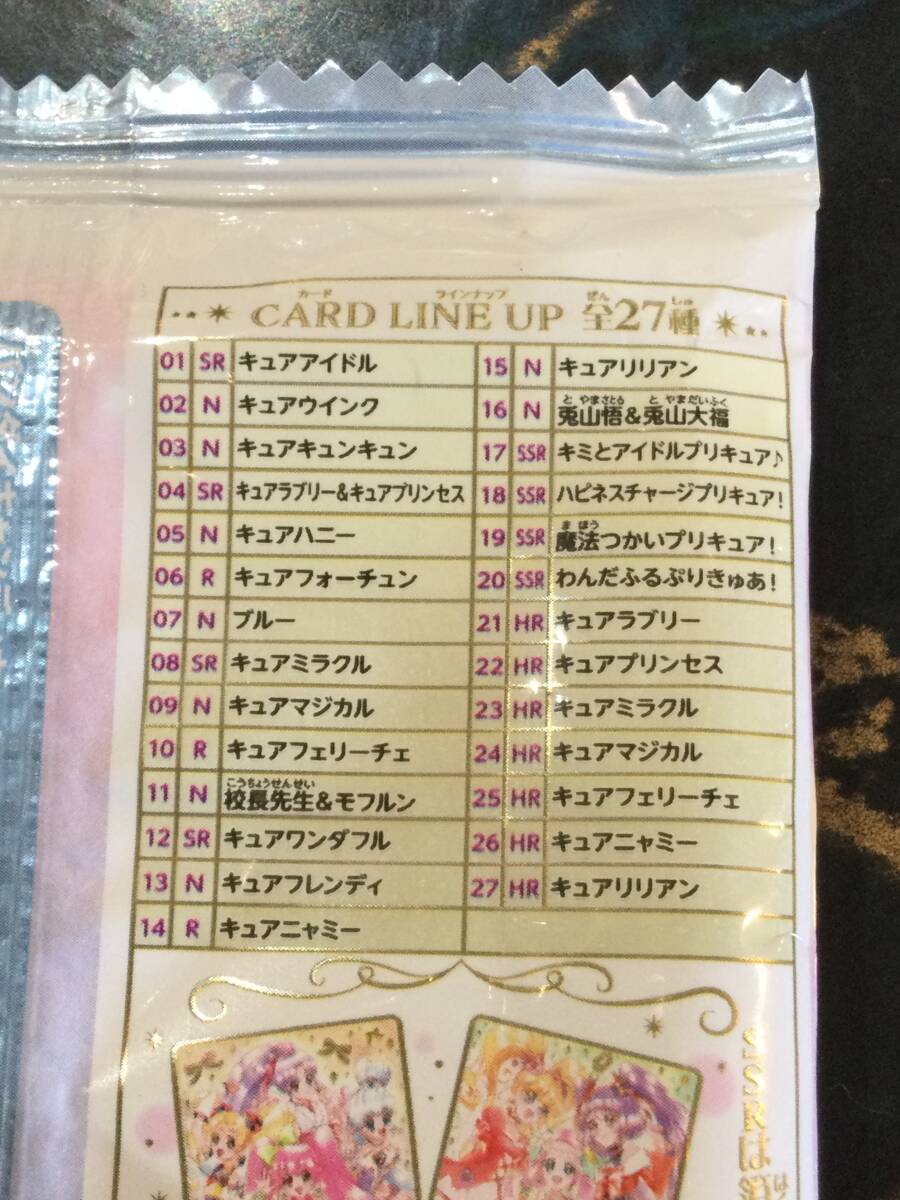 カード ラインナップ ぜん しゅ
CARD LINE UP 全27種
01 SR キュアアイドル
02 N キュアウインク
03 N キュアキュンキュン
04 SR キュアラブリー&キュアプリンセス
05 N キュアハニー
06 R キュアフォーチュン
07 N ブルー
08 SR キュアミラクル
09 N キュアマジカル
10 R キュアフェリーチェ
こうちょうせんせい
11 N 校長先生&モフルン
12 SR キュアワンダフル
13 N キュアフレンディ
14 R キュアニャミー
15 N キュアリリアン
と やまさとる と やまだいふく
16 N 兎山悟&兎山大福
17 SSR キミとアイドルプリキュア♪
18 SSR ハピネスチャージプリキュア!
ま ほう
19 SSR 魔法つかいプリキュア!
20 SSR わんだふるぷりきゅあ!
21 HR キュアラブリー
22 HR キュアプリンセス
23 HR キュアミラクル
24 HR キュアマジカル
25 HR キュアフェリーチェ
26 HR キュアニャミー
27 HR キュアリリアン